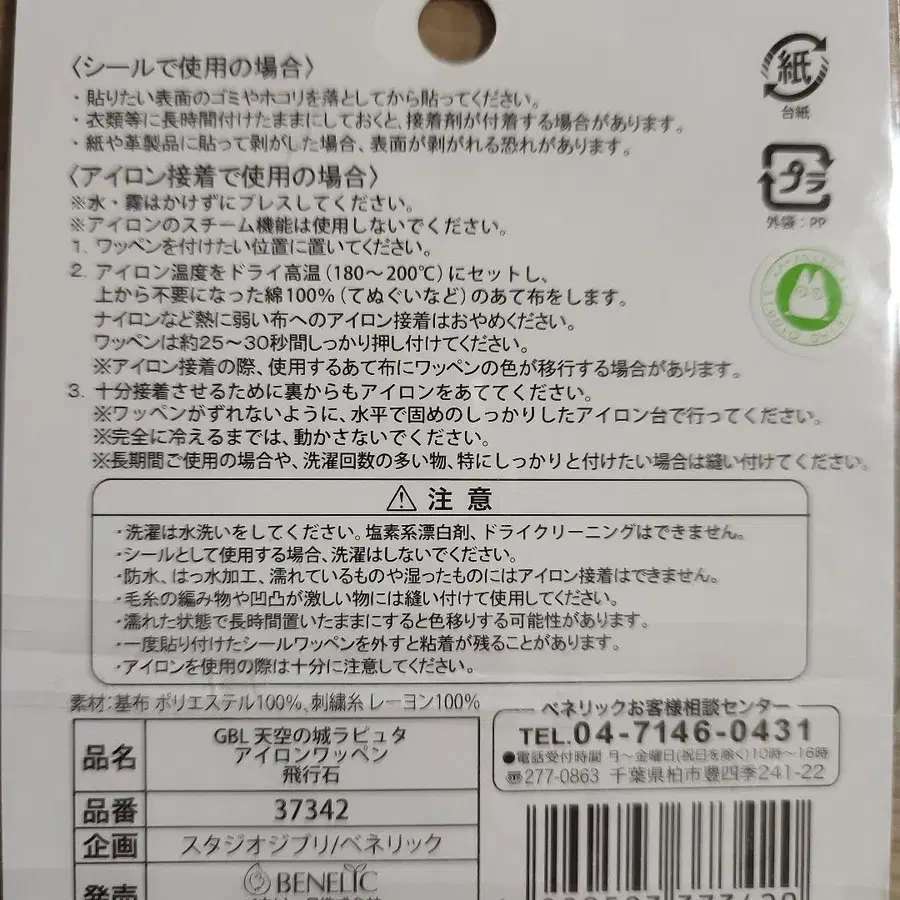 〈シールで使用の場合〉
・貼りたい表面のゴミやホコリを落としてから貼ってください。
・衣類等に長時間付けたままにしておくと、接着剤が付着する場合があります。
・紙や革製品に貼って剥がした場合、表面が剥がれる恐れがあります。
〈アイロン接着で使用の場合〉
※水・霧はかけずにプレスしてください。
※アイロンのスチーム機能は使用しないでください。
1. ワッペンを付けたい位置に置いてください。
2. アイロン温度をドライ高温(180～200℃)にセットし、
上から不要になった綿100%(てぬぐいなど)のあて布をします。
ナイロンなど熱に弱い布へのアイロン接着はおやめください。
ワッペンは約25～30秒間しっかり押し付けてください。
※アイロン接着の際、使用するあて布にワッペンの色が移行する場合があります。
3. 十分接着させるために裏からもアイロンをあててください。
※ワッペンがずれないように、水平で固めのしっかりしたアイロン台で行ってください。
※完全に冷えるまでは、動かさないでください。
※長期間ご使用の場合や、洗濯回数の多い物、特にしっかりと付けたい場合は縫い付けてください。
紙
台紙
プラ
外袋：PP
⚠ 注意
・洗濯は水洗いをしてください。塩素系漂白剤、ドライクリーニングはできません。
・シールとして使用する場合、洗濯はしないでください。
・防水、はっ水加工、濡れているものや湿ったものにはアイロン接着はできません。
・毛糸の編み物や凹凸が激しい物には縫い付けて使用してください。
・濡れた状態で長時間置いたままにすると色移りする可能性があります。
・一度貼り付けたシールワッペンを外すと粘着が残ることがあります。
・アイロンを使用の際は十分に注意してください。
素材：基布 ポリエステル100%、刺繍糸 レーヨン100%
品名 GBL 天空の城ラピュタ
アイロンワッペン
飛行石
品番 37342
企画 スタジオジブリ/ベネリック
発売 BENELIC
ベネリックお客様相談センター
TEL.04-7146-0431
●電話受付時間 月～金曜日(祝日を除く)10時～16時
〠277-0863 千葉県柏市豊四季241-22